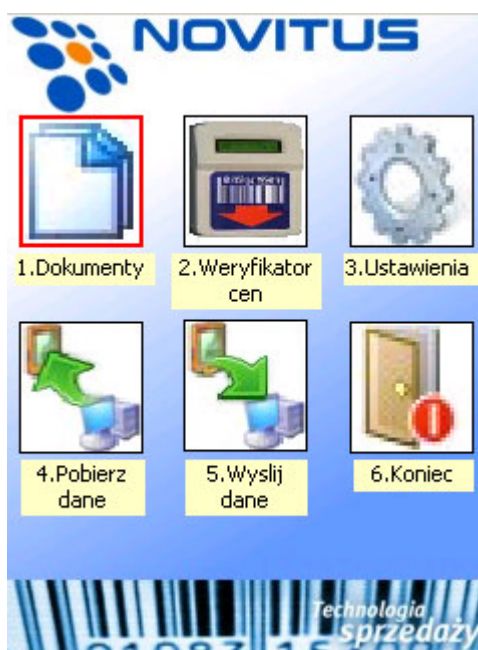 NOVITUS
1.Dokumenty
2.Weryfikator
cen
3.Ustawienia
4.Pobierz
dane
5.Wyslij
dane
6.Koniec
Technologia
sprzedaży